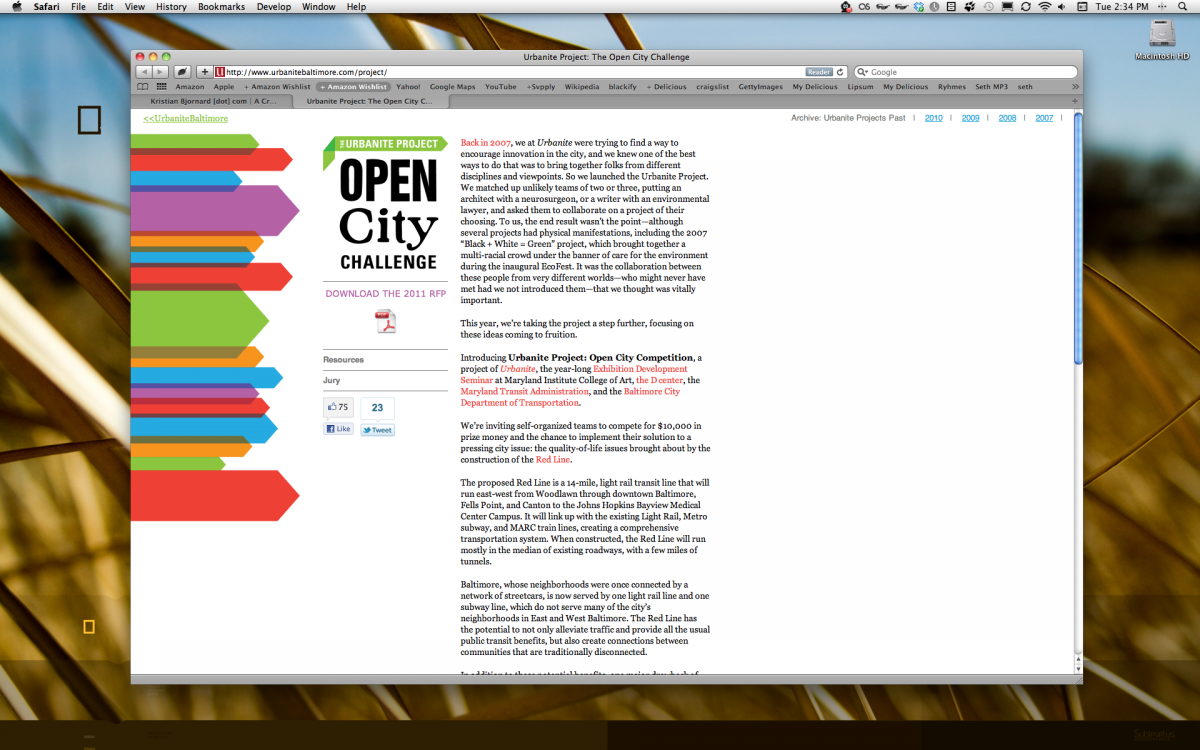 Safari File Edit View History Bookmarks Develop Window Help
Tue 2:34 PM
Macintosh HD
Urbanite Project: The Open City Challenge
http://www.urbanitebaltimore.com/project/
Reader
Google
Amazon Apple + Amazon Wishlist + Amazon Wishlist Yahoo! Google Maps YouTube +Svpply Wikipedia blackify + Delicious craigslist GettyImages My Delicious Lipsum My Delicious Ryhmes Seth MP3 seth
Kristian Bjornard [dot] com | A Cr...
Urbanite Project: The Open City C...
<<UrbaniteBaltimore
Archive: Urbanite Projects Past | 2010 | 2009 | 2008 | 2007 |
THE URBANITE PROJECT
OPEN
City
CHALLENGE
DOWNLOAD THE 2011 RFP
Resources
Jury
75
23
Like
Tweet
Back in 2007, we at Urbanite were trying to find a way to
encourage innovation in the city, and we knew one of the best
ways to do that was to bring together folks from different
disciplines and viewpoints. So we launched the Urbanite Project.
We matched up unlikely teams of two or three, putting an
architect with a neurosurgeon, or a writer with an environmental
lawyer, and asked them to collaborate on a project of their
choosing. To us, the end result wasn't the point—although
several projects had physical manifestations, including the 2007
"Black + White = Green" project, which brought together a
multi-racial crowd under the banner of care for the environment
during the inaugural EcoFest. It was the collaboration between
these people from very different worlds—who might never have
met had we not introduced them—that we thought was vitally
important.
This year, we're taking the project a step further, focusing on
these ideas coming to fruition.
Introducing Urbanite Project: Open City Competition, a
project of Urbanite, the year-long Exhibition Development
Seminar at Maryland Institute College of Art, the D center, the
Maryland Transit Administration, and the Baltimore City
Department of Transportation.
We're inviting self-organized teams to compete for $10,000 in
prize money and the chance to implement their solution to a
pressing city issue: the quality-of-life issues brought about by the
construction of the Red Line.
The proposed Red Line is a 14-mile, light rail transit line that will
run east-west from Woodlawn through downtown Baltimore,
Fells Point, and Canton to the Johns Hopkins Bayview Medical
Center Campus. It will link up with the existing Light Rail, Metro
subway, and MARC train lines, creating a comprehensive
transportation system. When constructed, the Red Line will run
mostly in the median of existing roadways, with a few miles of
tunnels.
Baltimore, whose neighborhoods were once connected by a
network of streetcars, is now served by one light rail line and one
subway line, which do not serve many of the city's
neighborhoods in East and West Baltimore. The Red Line has
the potential to not only alleviate traffic and provide all the usual
public transit benefits, but also create connections between
communities that are traditionally disconnected.